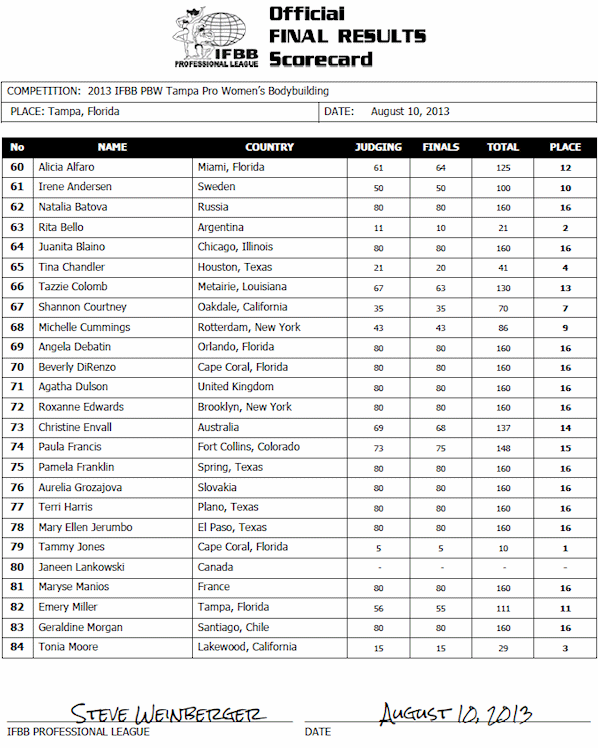 Official
FINAL RESULTS
Scorecard
IFBB
PROFESSIONAL LEAGUE
COMPETITION: 2013 IFBB PBW Tampa Pro Women's Bodybuilding
PLACE: Tampa, Florida DATE: August 10, 2013
No NAME COUNTRY JUDGING FINALS TOTAL PLACE
60 Alicia Alfaro Miami, Florida 61 64 125 12
61 Irene Andersen Sweden 50 50 100 10
62 Natalia Batova Russia 80 80 160 16
63 Rita Bello Argentina 11 10 21 2
64 Juanita Blaino Chicago, Illinois 80 80 160 16
65 Tina Chandler Houston, Texas 21 20 41 4
66 Tazzie Colomb Metairie, Louisiana 67 63 130 13
67 Shannon Courtney Oakdale, California 35 35 70 7
68 Michelle Cummings Rotterdam, New York 43 43 86 9
69 Angela Debatin Orlando, Florida 80 80 160 16
70 Beverly DiRenzo Cape Coral, Florida 80 80 160 16
71 Agatha Dulson United Kingdom 80 80 160 16
72 Roxanne Edwards Brooklyn, New York 80 80 160 16
73 Christine Envall Australia 69 68 137 14
74 Paula Francis Fort Collins, Colorado 73 75 148 15
75 Pamela Franklin Spring, Texas 80 80 160 16
76 Aurelia Grozajova Slovakia 80 80 160 16
77 Terri Harris Plano, Texas 80 80 160 16
78 Mary Ellen Jerumbo El Paso, Texas 80 80 160 16
79 Tammy Jones Cape Coral, Florida 5 5 10 1
80 Janeen Lankowski Canada - - - -
81 Maryse Manios France 80 80 160 16
82 Emery Miller Tampa, Florida 56 55 111 11
83 Geraldine Morgan Santiago, Chile 80 80 160 16
84 Tonia Moore Lakewood, California 15 15 29 3
STEVE WEINBERGER AUGUST 10, 2013
IFBB PROFESSIONAL LEAGUE DATE